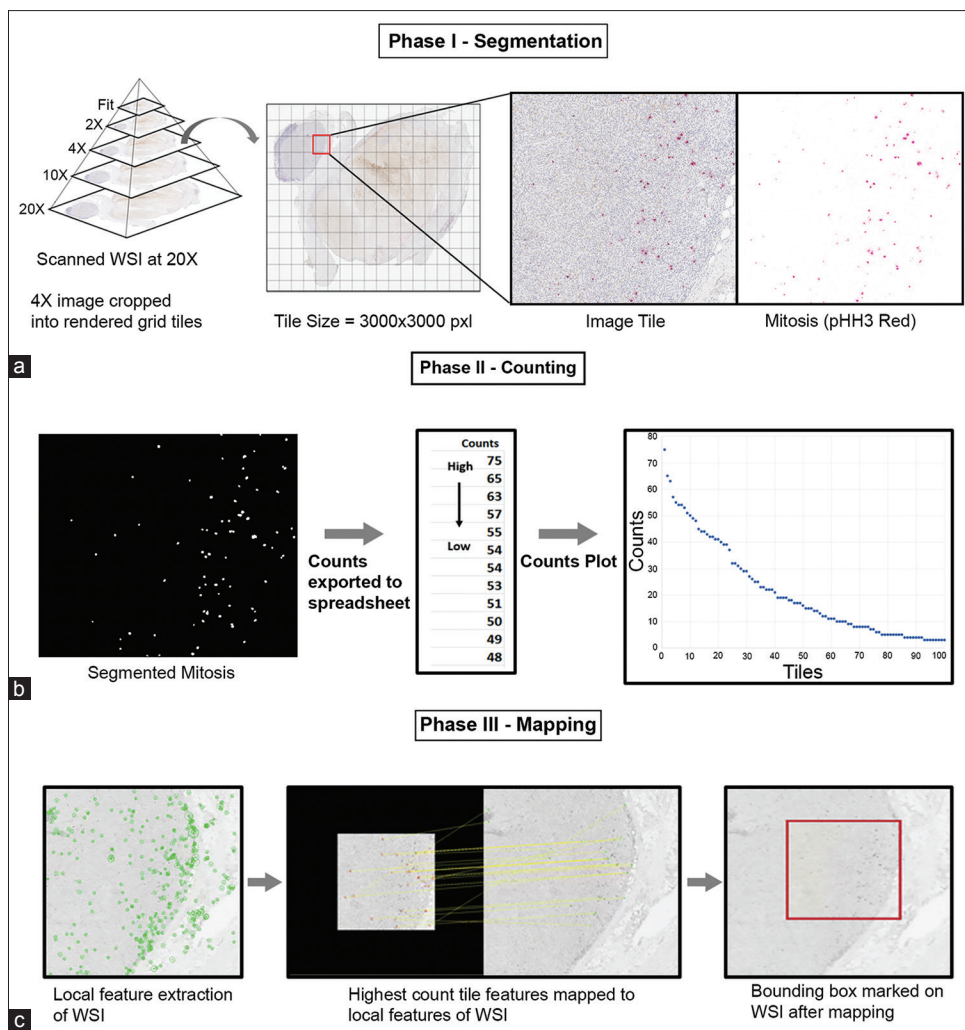 Phase I - Segmentation
Fit
2X
4X
10X
20X
Scanned WSI at 20X
4X image cropped
into rendered grid tiles
Tile Size = 3000x3000 pxl
Image Tile
Mitosis (pHH3 Red)
a
Phase II - Counting
Segmented Mitosis
Counts
exported to
spreadsheet
Counts
High
Low
75
65
63
57
55
54
54
53
51
50
49
48
Counts Plot
Counts
80
70
60
50
40
30
20
10
0
0
10
20
30
40
50
60
70
80
90
100
Tiles
b
Phase III - Mapping
Local feature extraction
of WSI
Highest count tile features mapped to
local features of WSI
Bounding box marked on
WSI after mapping
c